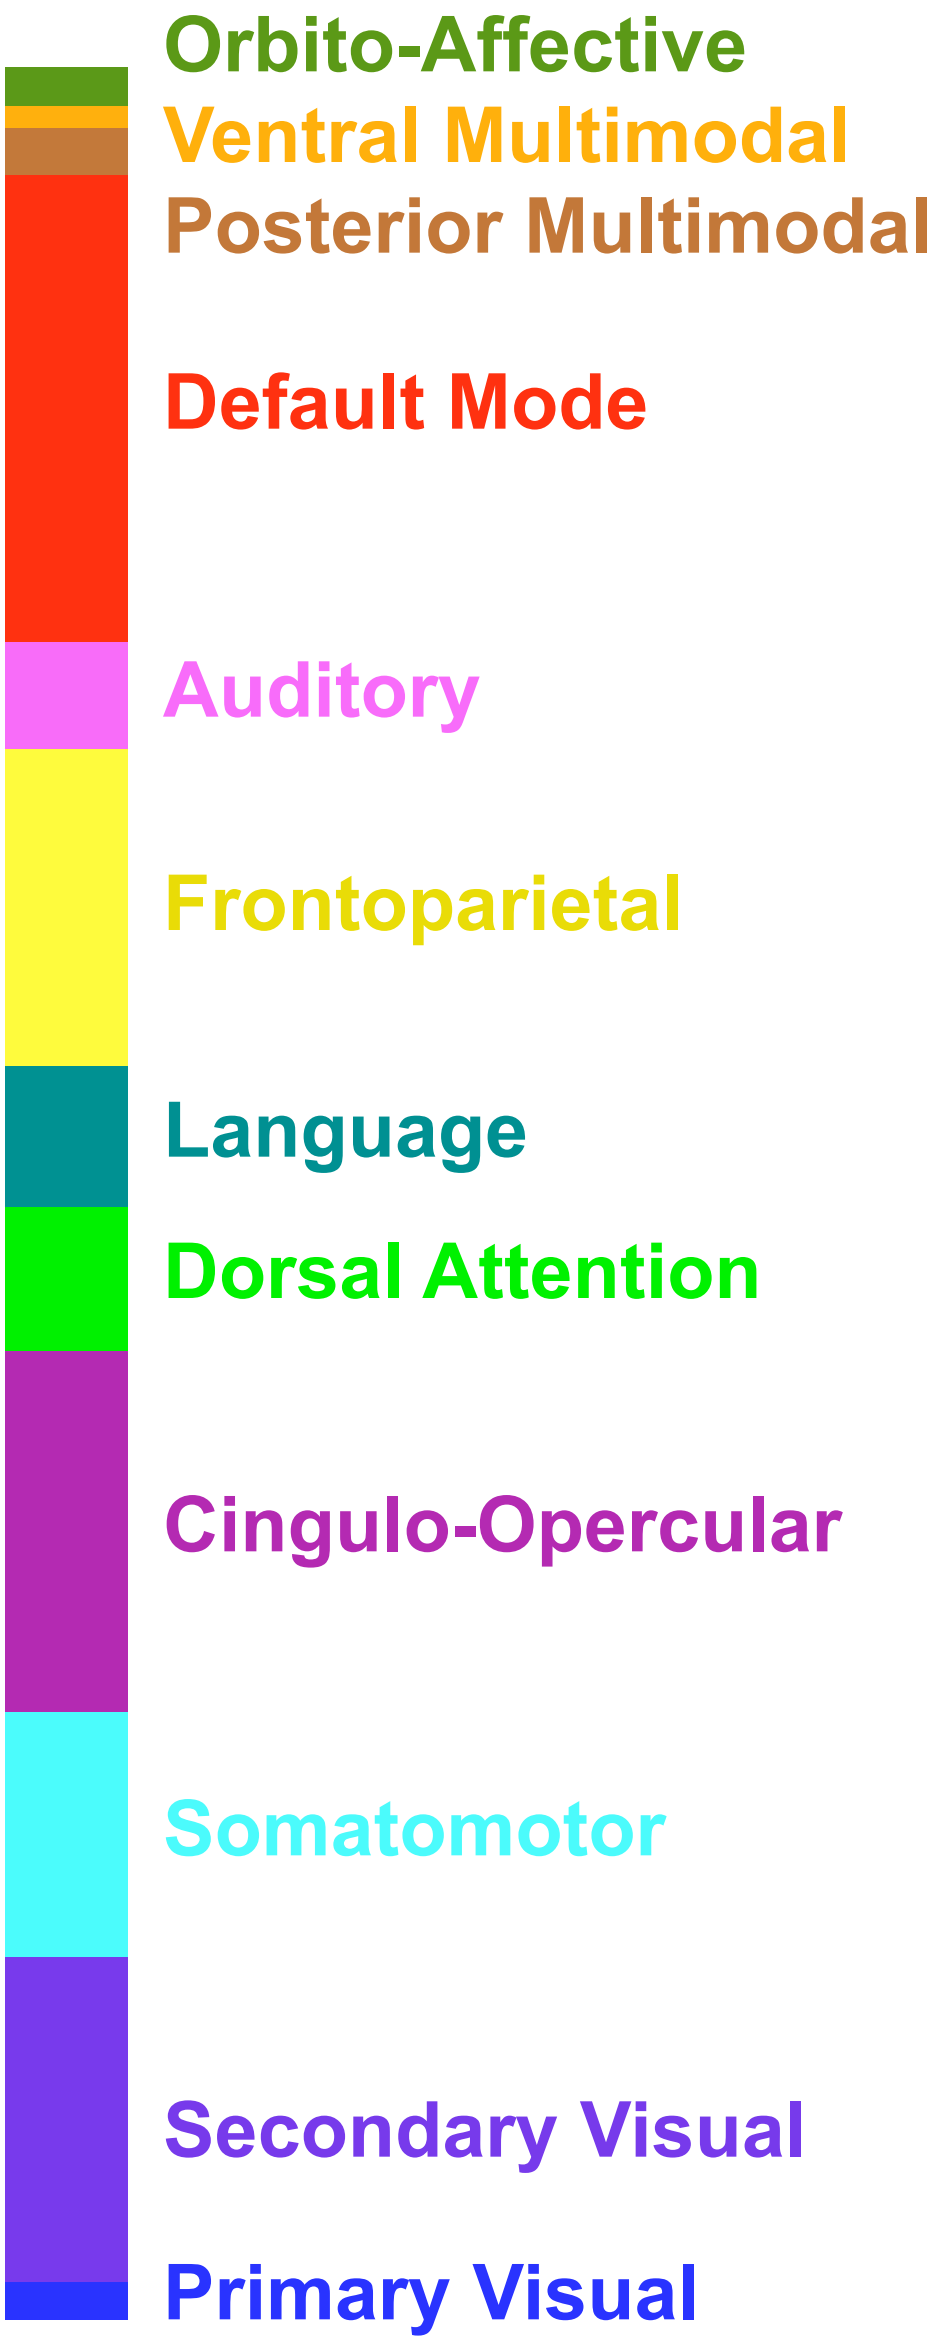 Orbito-Affective
Ventral Multimodal
Posterior Multimodal
Default Mode
Auditory
Frontoparietal
Language
Dorsal Attention
Cingulo-Opercular
Somatomotor
Secondary Visual
Primary Visual